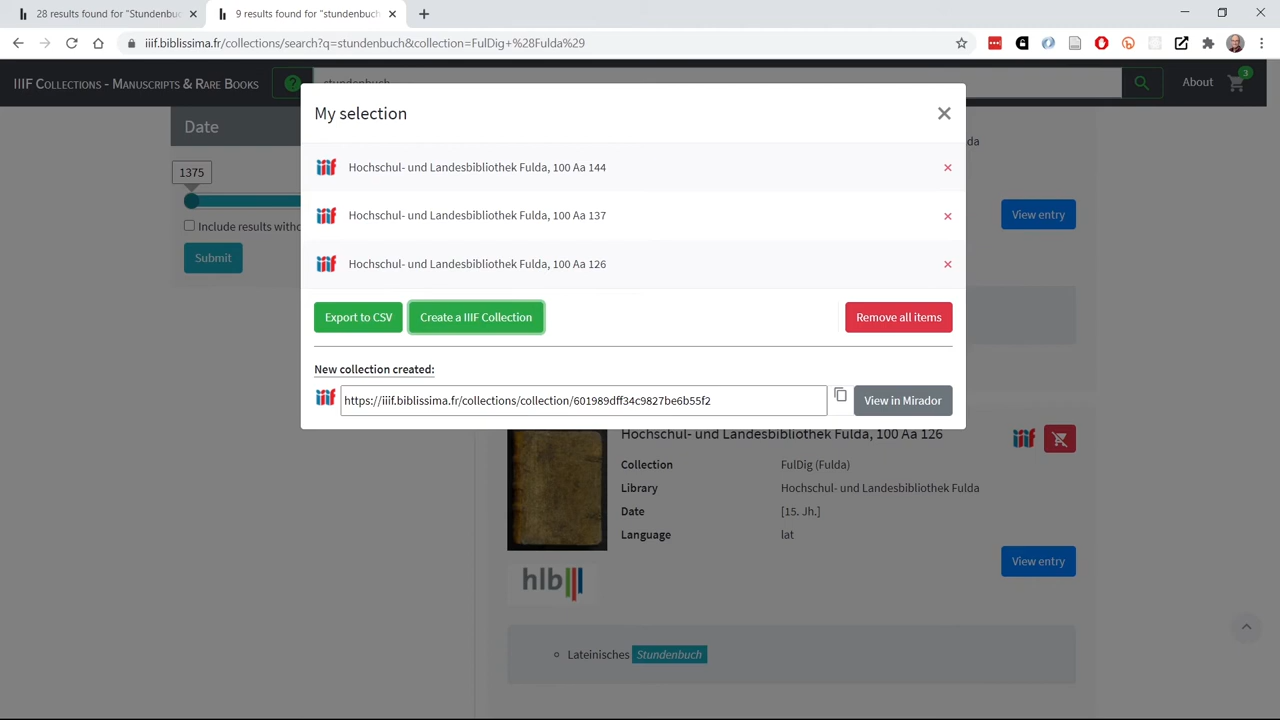 28 results found for "Stundenbuc
9 results found for "stundenbuch
iiif.biblissima.fr/collections/search?q=stundenbuch&collection=FulDig+%28Fulda%29
IIIF Collections - Manuscripts & Rare Books
?
stundenbuch
About
3
Date
1375
Include results witho
Submit
My selection
Hochschul- und Landesbibliothek Fulda, 100 Aa 144
Hochschul- und Landesbibliothek Fulda, 100 Aa 137
Hochschul- und Landesbibliothek Fulda, 100 Aa 126
Export to CSV
Create a IIIF Collection
Remove all items
New collection created:
https://iiif.biblissima.fr/collections/collection/601989dff34c9827be6b55f2
View in Mirador
da
View entry
Hochschul- und Landesbibliothek Fulda, 100 Aa 126
Collection FulDig (Fulda)
Library Hochschul- und Landesbibliothek Fulda
Date [15. Jh.]
Language lat
View entry
hlb
Lateinisches Stundenbuch